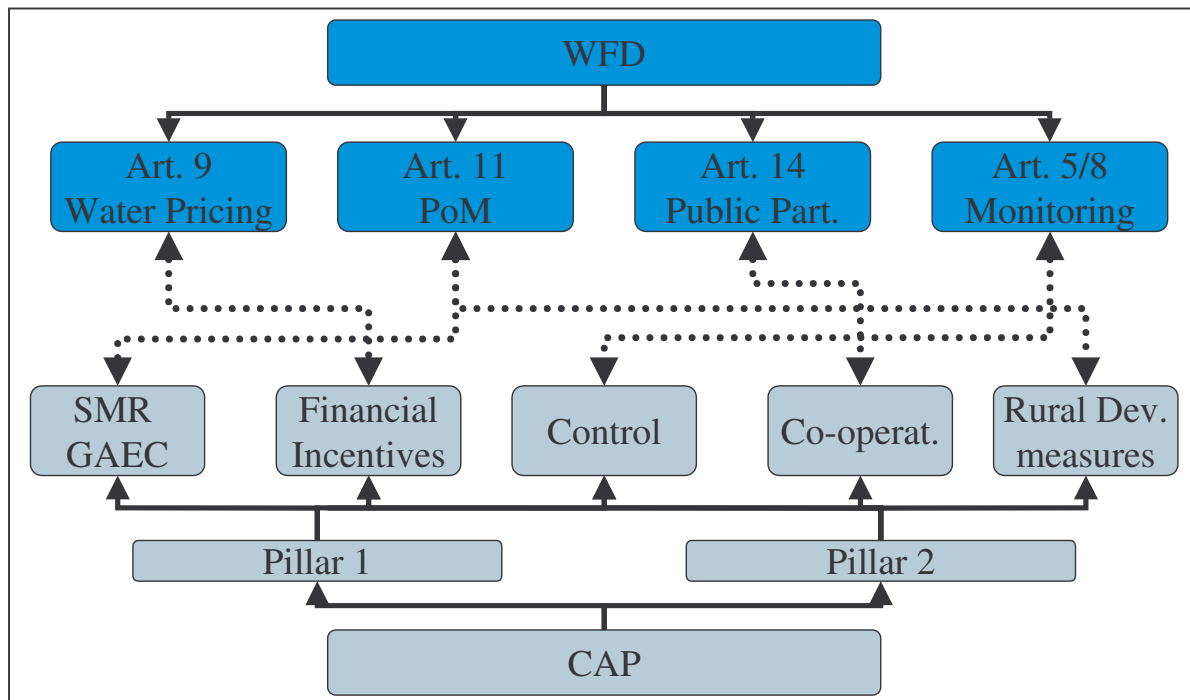 WFD
Art. 9
Water Pricing
Art. 11
PoM
Art. 14
Public Part.
Art. 5/8
Monitoring
SMR
GAEC
Financial
Incentives
Control
Co-operat.
Rural Dev.
measures
Pillar 1
Pillar 2
CAP